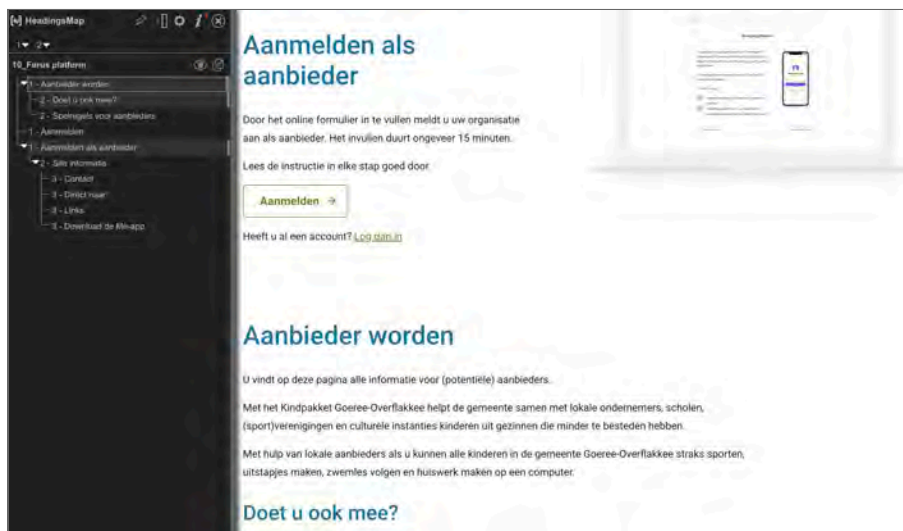 HeadingsMap
1 2
10_Forus platform
1 - Aanbieder worden
2 - Doet u ook mee?
2 - Spelregels voor aanbieders
1 - Aanmelden
1 - Aanmelden als aanbieder
2 - Site informatie
3 - Contact
3 - Direct naar
3 - Links
3 - Download de Me-app
Aanmelden als
aanbieder
Door het online formulier in te vullen meldt u uw organisatie
aan als aanbieder. Het invullen duurt ongeveer 15 minuten.
Lees de instructie in elke stap goed door
Aanmelden →
Heeft u al een account? Log dan in
Aanbieder worden
U vindt op deze pagina alle informatie voor (potentiële) aanbieders.
Met het Kindpakket Goeree-Overflakkee helpt de gemeente samen met lokale ondernemers, scholen,
(sport)verenigingen en culturele instanties kinderen uit gezinnen die minder te besteden hebben.
Met hulp van lokale aanbieders als u kunnen alle kinderen in de gemeente Goeree-Overflakkee straks sporten,
uitstapjes maken, zwemles volgen en huiswerk maken op een computer.
Doet u ook mee?